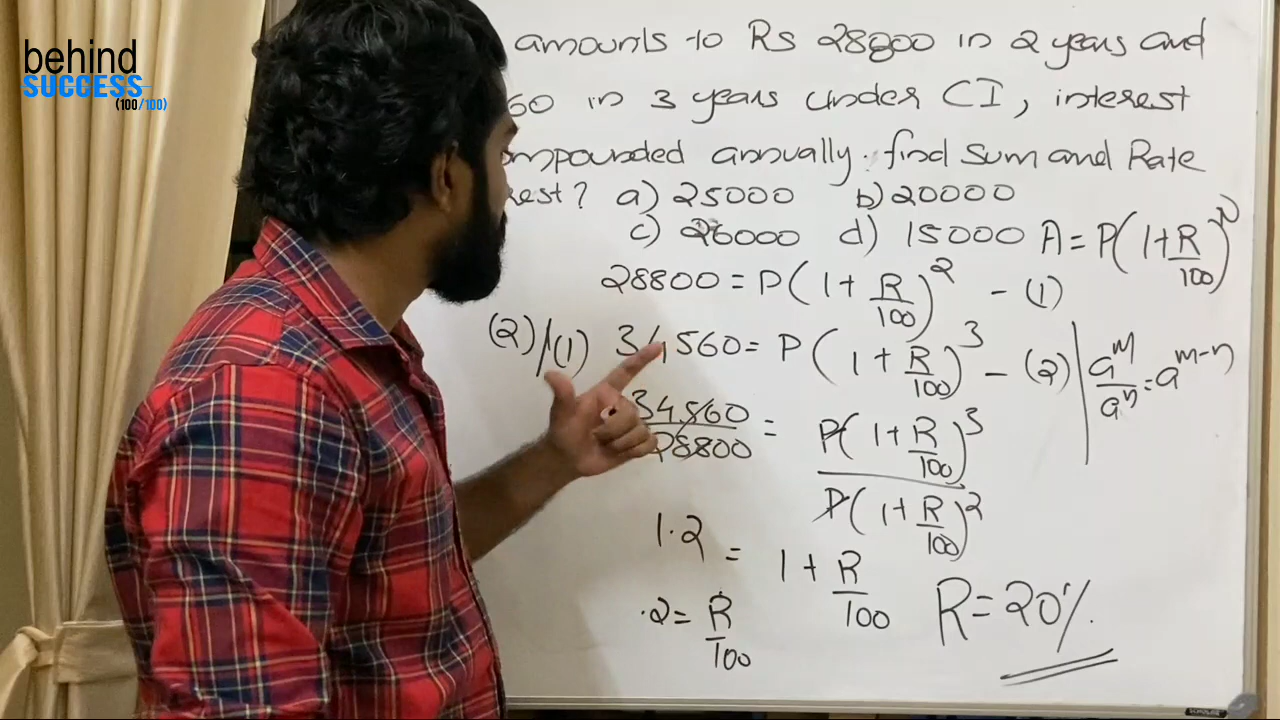 behind
SUCCESS
(100/100)
amounts to Rs 28800 in 2 years and
60 in 3 years under CI, interest
mpounded annually. find Sum and Rate
rest? a) 25000 b) 20000
c) 26000 d) 15000 A = P(1+R/100)^n
28800 = P(1+R/100)^2 - (1)
(2)/(1) 34560 = P(1+R/100)^3 - (2) | a^m/a^n = a^m-n
34560/28800 = P(1+R/100)^3/P(1+R/100)^2
1.2 = 1+R/100
.2 = R/100 R = 20%